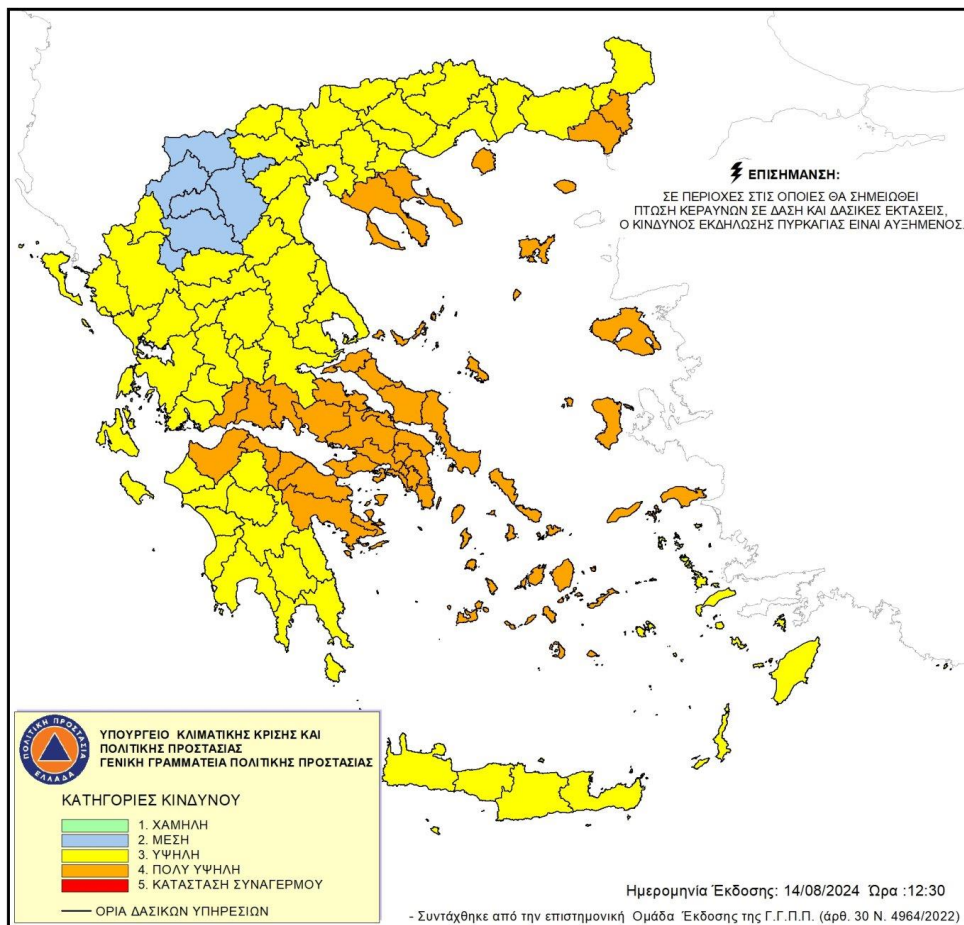 ⚡ ΕΠΙΣΗΜΑΝΣΗ:
ΣΕ ΠΕΡΙΟΧΕΣ ΣΤΙΣ ΟΠΟΙΕΣ ΘΑ ΣΗΜΕΙΩΘΕΙ
ΠΤΩΣΗ ΚΕΡΑΥΝΩΝ ΣΕ ΔΑΣΗ ΚΑΙ ΔΑΣΙΚΕΣ ΕΚΤΑΣΕΙΣ,
Ο ΚΙΝΔΥΝΟΣ ΕΚΔΗΛΩΣΗΣ ΠΥΡΚΑΓΙΑΣ ΕΙΝΑΙ ΑΥΞΗΜΕΝΟΣ.
ΠΟΛΙΤΙΚΗ ΠΡΟΣΤΑΣΙΑ
ΕΛΛΑΔΑ
ΥΠΟΥΡΓΕΙΟ ΚΛΙΜΑΤΙΚΗΣ ΚΡΙΣΗΣ ΚΑΙ
ΠΟΛΙΤΙΚΗΣ ΠΡΟΣΤΑΣΙΑΣ
ΓΕΝΙΚΗ ΓΡΑΜΜΑΤΕΙΑ ΠΟΛΙΤΙΚΗΣ ΠΡΟΣΤΑΣΙΑΣ
ΚΑΤΗΓΟΡΙΕΣ ΚΙΝΔΥΝΟΥ
1. ΧΑΜΗΛΗ
2. ΜΕΣΗ
3. ΥΨΗΛΗ
4. ΠΟΛΥ ΥΨΗΛΗ
5. ΚΑΤΑΣΤΑΣΗ ΣΥΝΑΓΕΡΜΟΥ
ΟΡΙΑ ΔΑΣΙΚΩΝ ΥΠΗΡΕΣΙΩΝ
Ημερομηνία Έκδοσης: 14/08/2024 Ώρα :12:30
- Συντάχθηκε από την επιστημονική Ομάδα Έκδοσης της Γ.Γ.Π.Π. (άρθ. 30 Ν. 4964/2022)